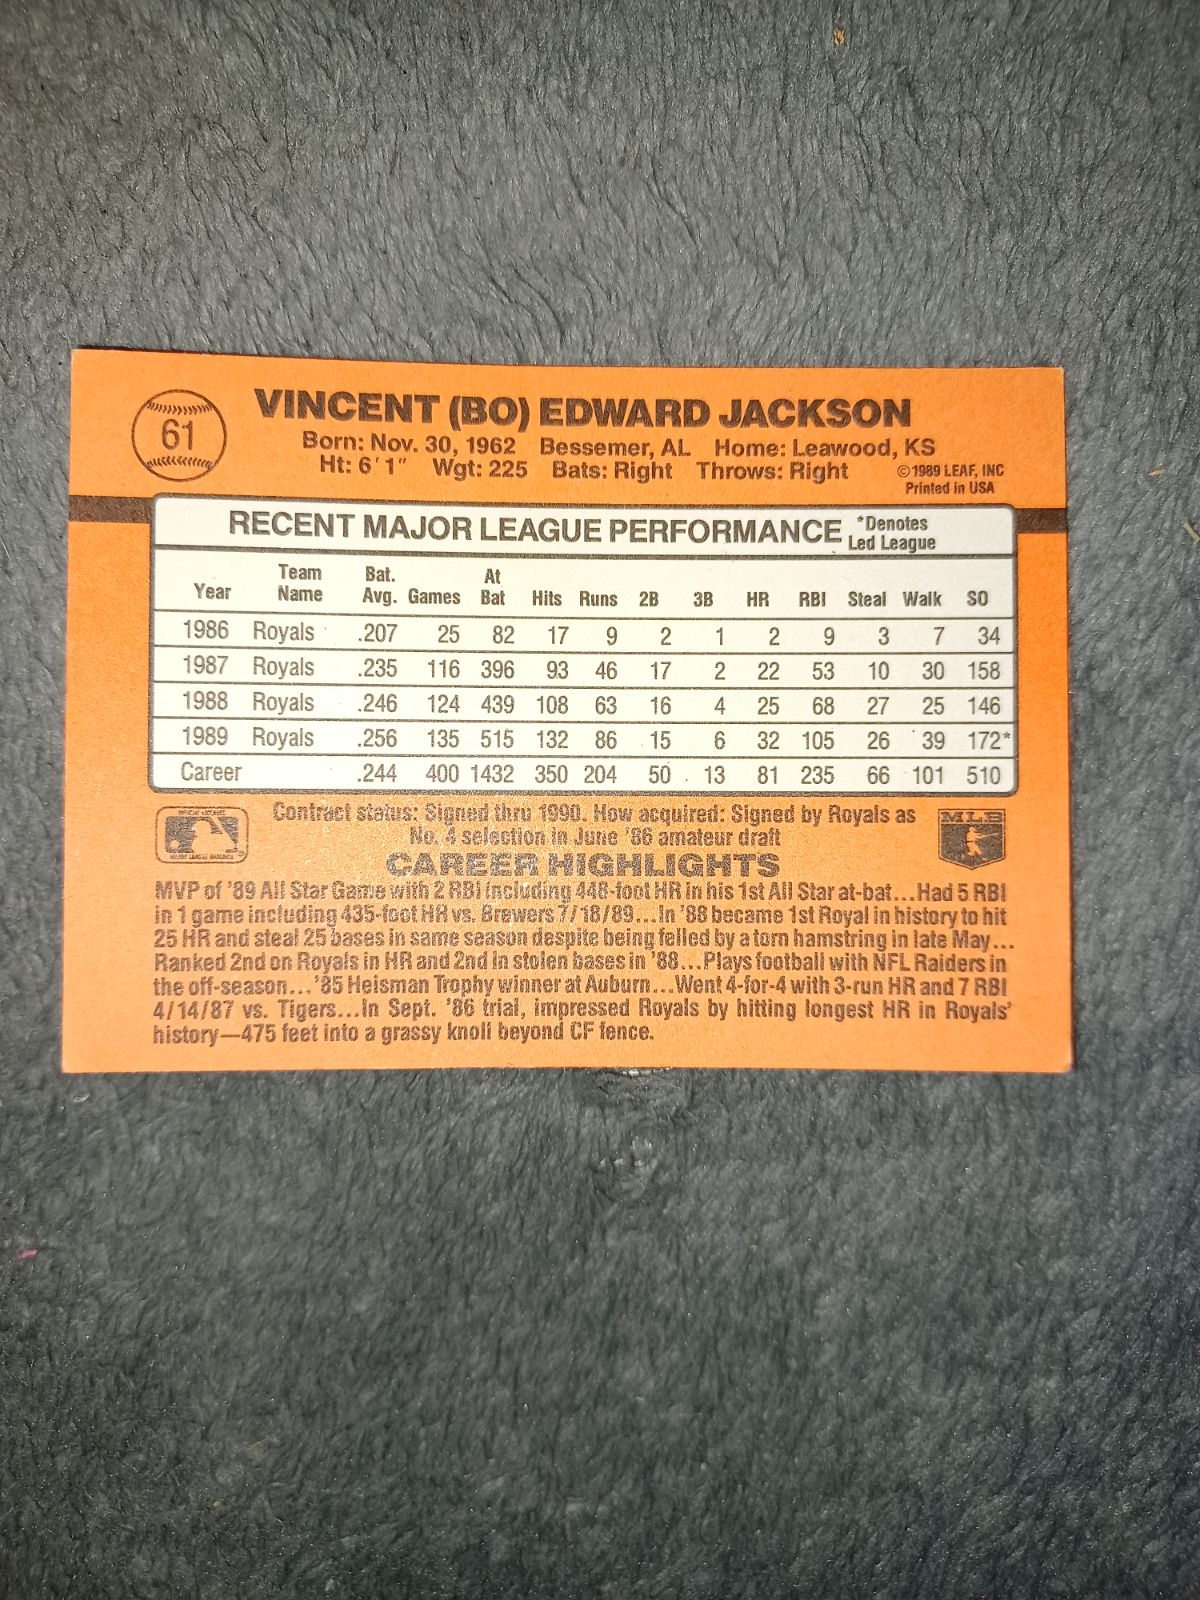 61
VINCENT (BO) EDWARD JACKSON
Born: Nov. 30, 1962 Bessemer, AL Home: Leawood, KS
Ht: 6'1" Wgt: 225 Bats: Right Throws: Right
©1989 LEAF, INC
Printed in USA
RECENT MAJOR LEAGUE PERFORMANCE *Denotes Led League
Year Team Name Bat. Avg. Games At Bat Hits Runs 2B 3B HR RBI Steal Walk SO
1986 Royals .207 25 82 17 9 2 1 2 9 3 7 34
1987 Royals .235 116 396 93 46 17 2 22 53 10 30 158
1988 Royals .246 124 439 108 63 16 4 25 68 27 25 146
1989 Royals .256 135 515 132 86 15 6 32 105 26 39 172*
Career .244 400 1432 350 204 50 13 81 235 66 101 510
Contract status: Signed thru 1990. How acquired: Signed by Royals as
No. 4 selection in June '86 amateur draft
MLB
CAREER HIGHLIGHTS
MVP of '89 All Star Game with 2 RBI including 448-foot HR in his 1st All Star at-bat...Had 5 RBI
in 1 game including 435-foot HR vs. Brewers 7/18/89...In '88 became 1st Royal in history to hit
25 HR and steal 25 bases in same season despite being felled by a torn hamstring in late May...
Ranked 2nd on Royals in HR and 2nd in stolen bases in '88...Plays football with NFL Raiders in
the off-season...'85 Heisman Trophy winner at Auburn...Went 4-for-4 with 3-run HR and 7 RBI
4/14/87 vs. Tigers...In Sept. '86 trial, impressed Royals by hitting longest HR in Royals'
history—475 feet into a grassy knoll beyond CF fence.